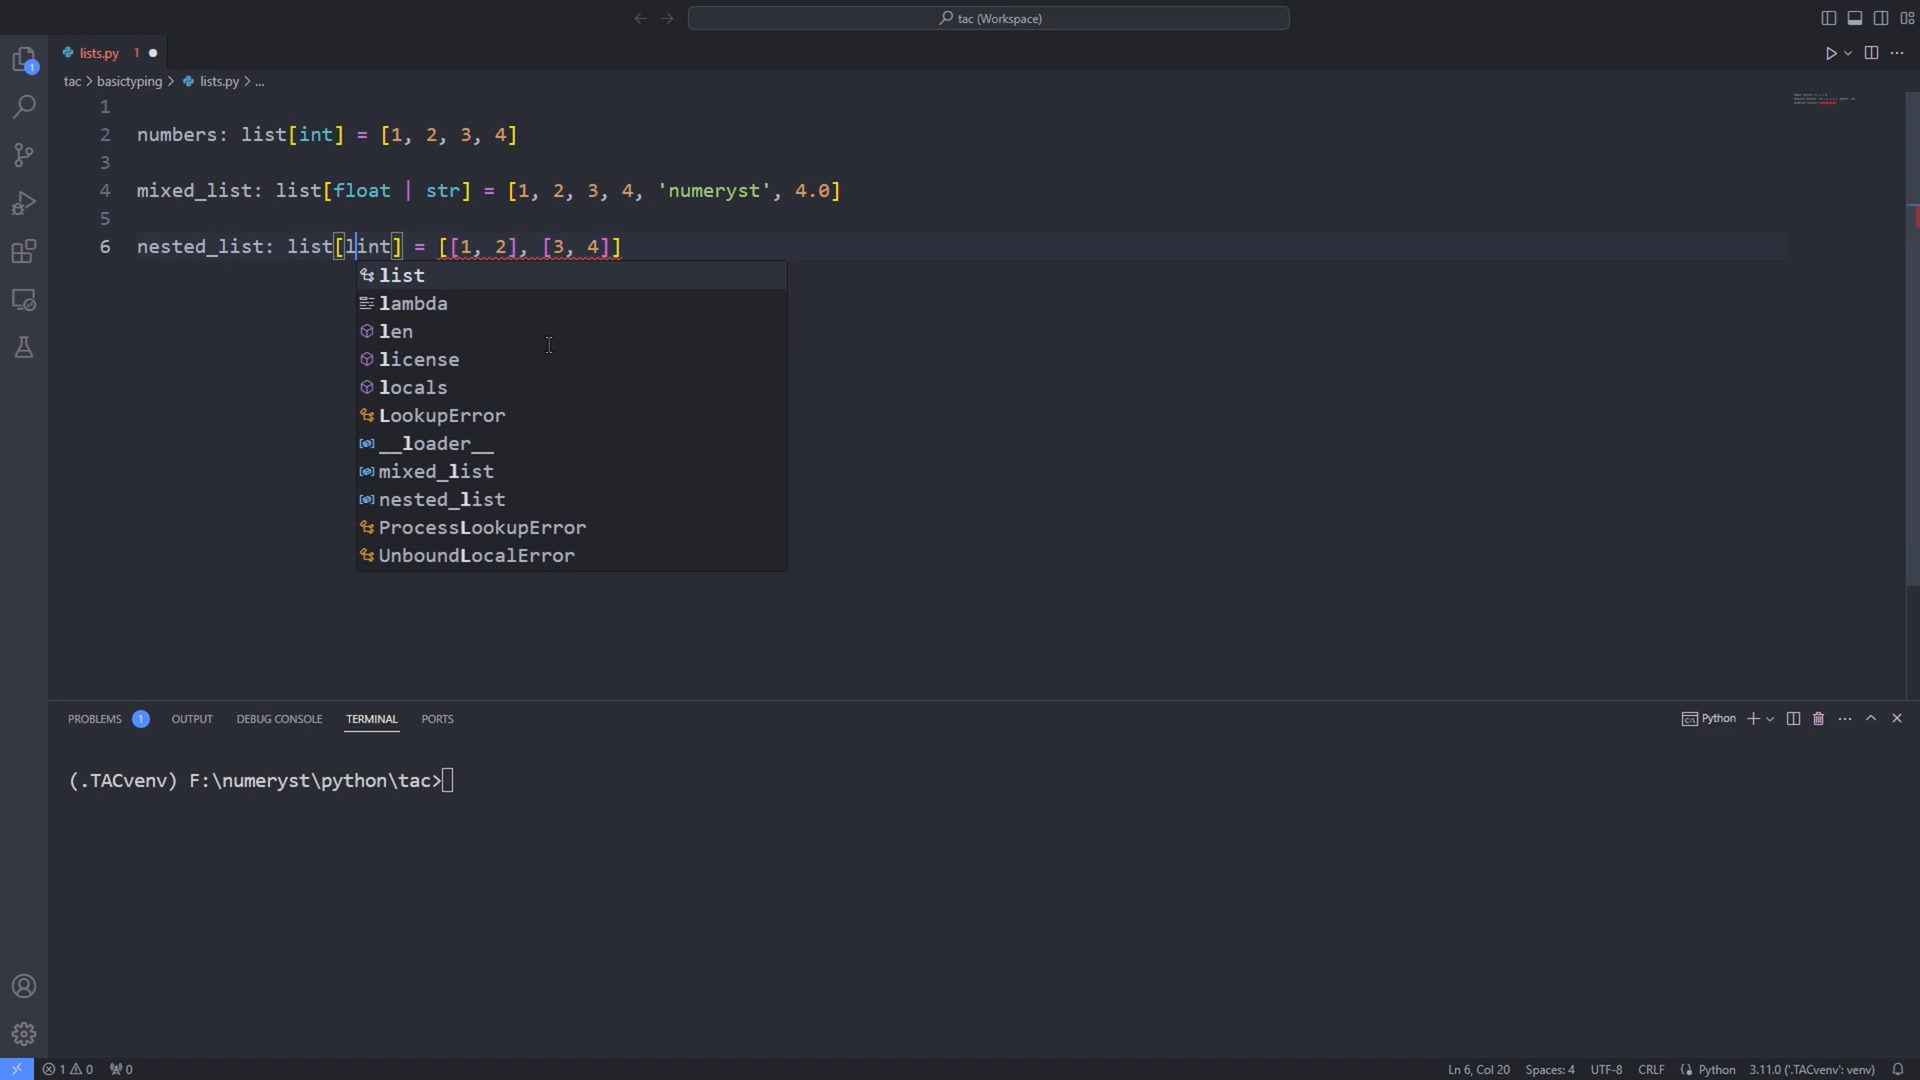 tac (Workspace)
1
lists.py 1
tac > basictyping > lists.py > ...
1
2 numbers: list[int] = [1, 2, 3, 4]
3
4 mixed_list: list[float | str] = [1, 2, 3, 4, 'numeryst', 4.0]
5
6 nested_list: list[lint] = [[1, 2], [3, 4]]
list
lambda
len
license
locals
LookupError
__loader__
mixed_list
nested_list
ProcessLookupError
UnboundLocalError
PROBLEMS 1 OUTPUT DEBUG CONSOLE TERMINAL PORTS Python
(.TACvenv) F:\numeryst\python\tac>
1 0 0 Ln 6, Col 20 Spaces: 4 UTF-8 CRLF Python 3.11.0 ('.TACvenv': venv)